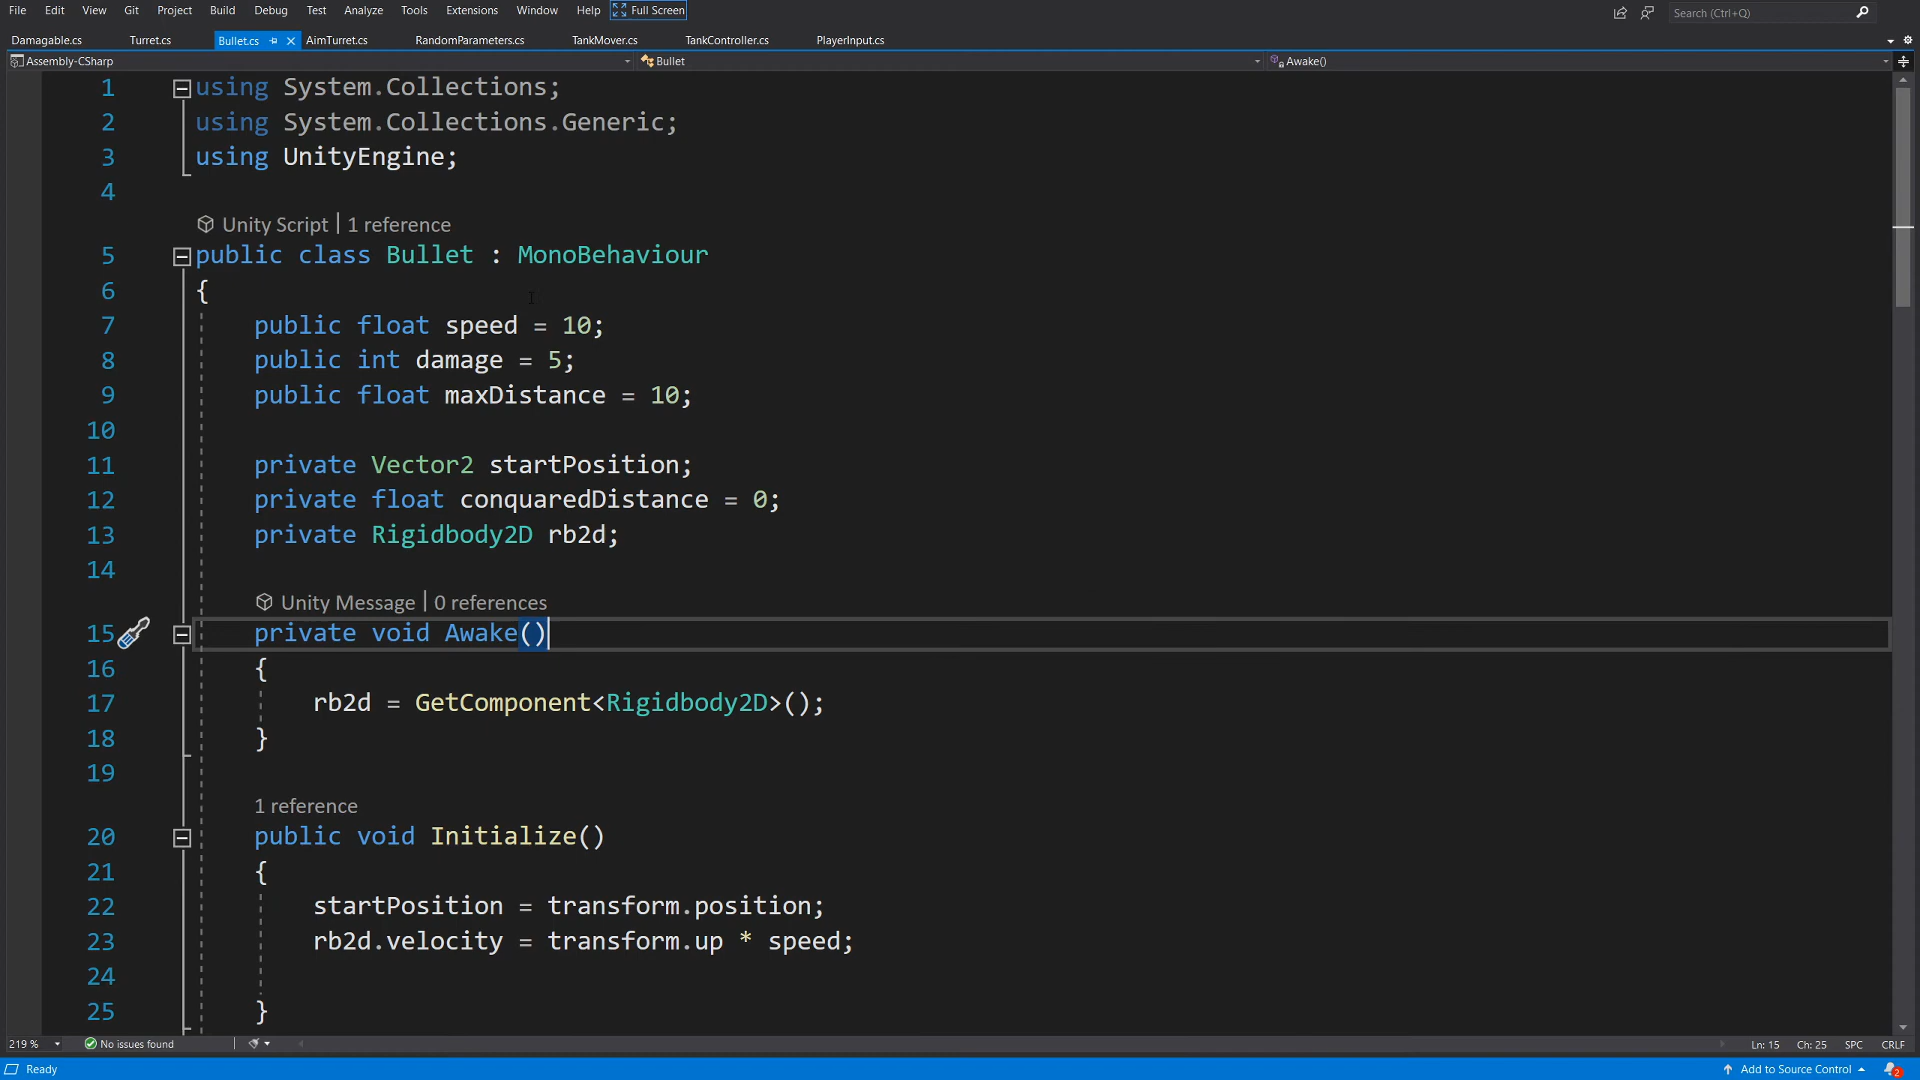 File Edit View Git Project Build Debug Test Analyze Tools Extensions Window Help Full Screen Search (Ctrl+Q)
Damagable.cs Turret.cs Bullet.cs AimTurret.cs RandomParameters.cs TankMover.cs TankController.cs PlayerInput.cs
Assembly-CSharp Bullet Awake()
1 using System.Collections;
2 using System.Collections.Generic;
3 using UnityEngine;
4
Unity Script | 1 reference
5 public class Bullet : MonoBehaviour
6 {
7 public float speed = 10;
8 public int damage = 5;
9 public float maxDistance = 10;
10
11 private Vector2 startPosition;
12 private float conquaredDistance = 0;
13 private Rigidbody2D rb2d;
14
Unity Message | 0 references
15 private void Awake()
16 {
17 rb2d = GetComponent<Rigidbody2D>();
18 }
19
1 reference
20 public void Initialize()
21 {
22 startPosition = transform.position;
23 rb2d.velocity = transform.up * speed;
24
25 }
219 % No issues found Ln: 15 Ch: 25 SPC CRLF
Ready Add to Source Control 2